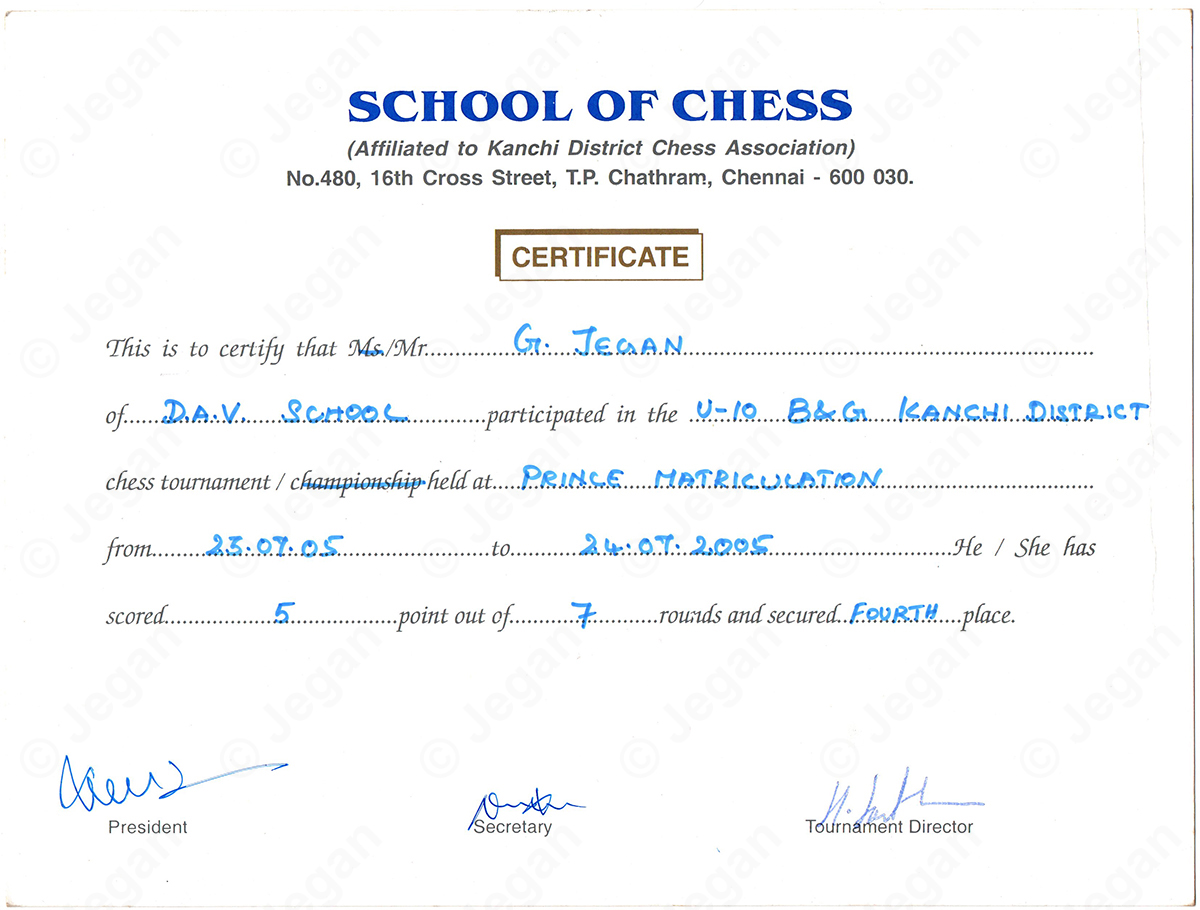 SCHOOL OF CHESS
(Affiliated to Kanchi District Chess Association)
No.480, 16th Cross Street, T.P. Chathram, Chennai - 600 030.
CERTIFICATE
This is to certify that Ms./Mr. G. JEGAN
of D.A.V. SCHOOL participated in the U-10 B&G KANCHI DISTRICT
chess tournament / championship held at PRINCE MATRICULATION
from 23.07.05 to 24.07.2005 He / She has
scored 5 point out of 7 rounds and secured FOURTH place.
President Secretary Tournament Director
© Jegan